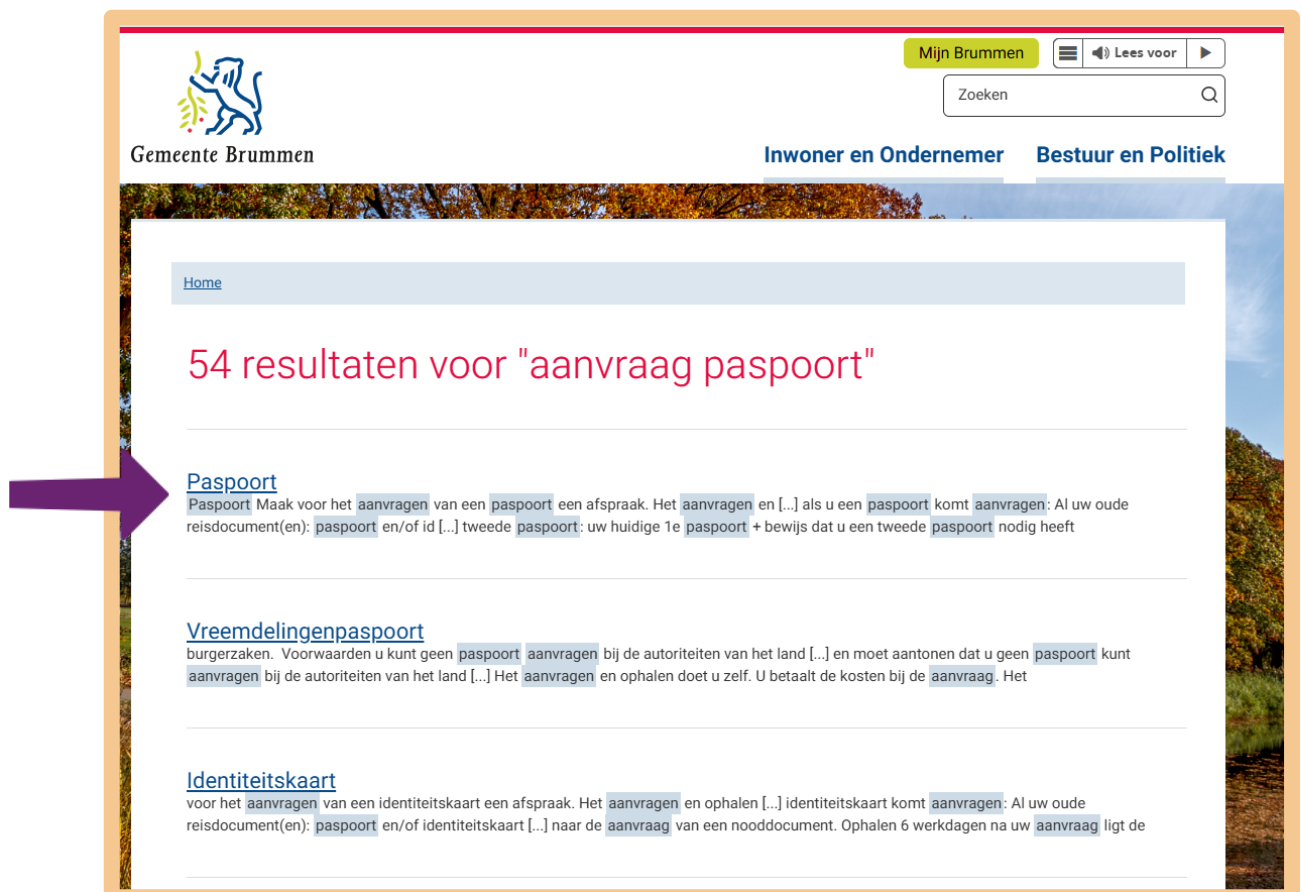 Mijn Brummen
Lees voor
Zoeken
Gemeente Brummen
Inwoner en Ondernemer
Bestuur en Politiek
Home
54 resultaten voor "aanvraag paspoort"
Paspoort
Paspoort Maak voor het aanvragen van een paspoort een afspraak. Het aanvragen en [...] als u een paspoort komt aanvragen: Al uw oude
reisdocument(en): paspoort en/of id [...] tweede paspoort: uw huidige 1e paspoort + bewijs dat u een tweede paspoort nodig heeft
Vreemdelingenpaspoort
burgerzaken. Voorwaarden u kunt geen paspoort aanvragen bij de autoriteiten van het land [...] en moet aantonen dat u geen paspoort kunt
aanvragen bij de autoriteiten van het land [...] Het aanvragen en ophalen doet u zelf. U betaalt de kosten bij de aanvraag. Het
Identiteitskaart
voor het aanvragen van een identiteitskaart een afspraak. Het aanvragen en ophalen [...] identiteitskaart komt aanvragen: Al uw oude
reisdocument(en): paspoort en/of identiteitskaart [...] naar de aanvraag van een nooddocument. Ophalen 6 werkdagen na uw aanvraag ligt de